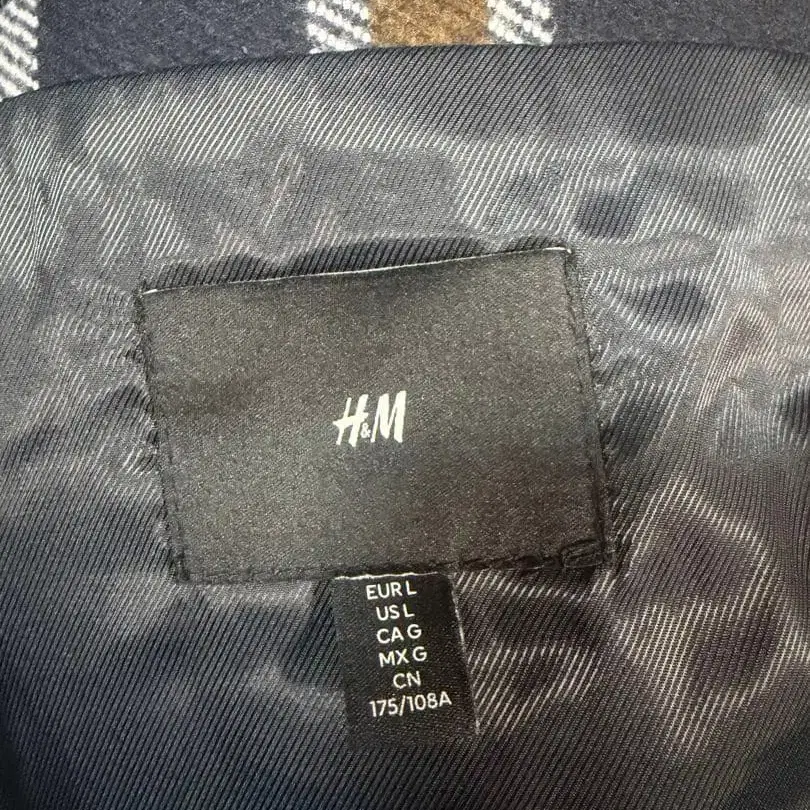 H&M
EUR L
US L
CA G
MX G
CN
175/108A